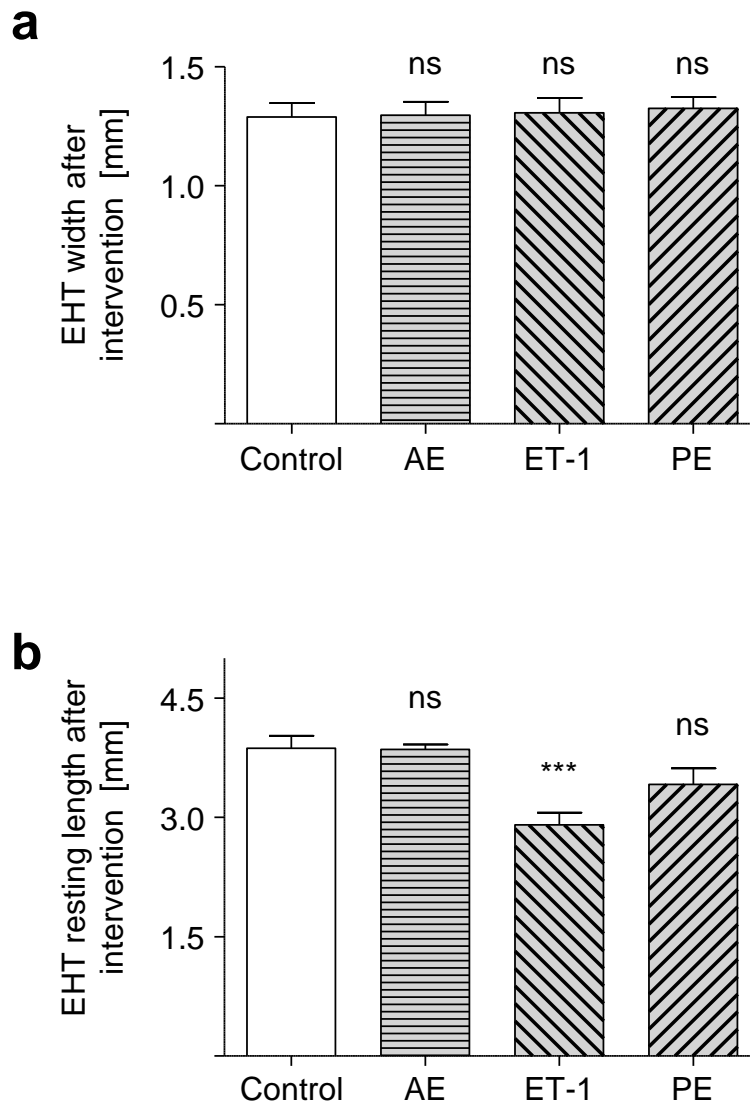 a
EHT width after
intervention [mm]
1.5
1.0
0.5
ns
ns
ns
Control
AE
ET-1
PE
b
EHT resting length after
intervention [mm]
4.5
3.0
1.5
ns
***
ns
Control
AE
ET-1
PE